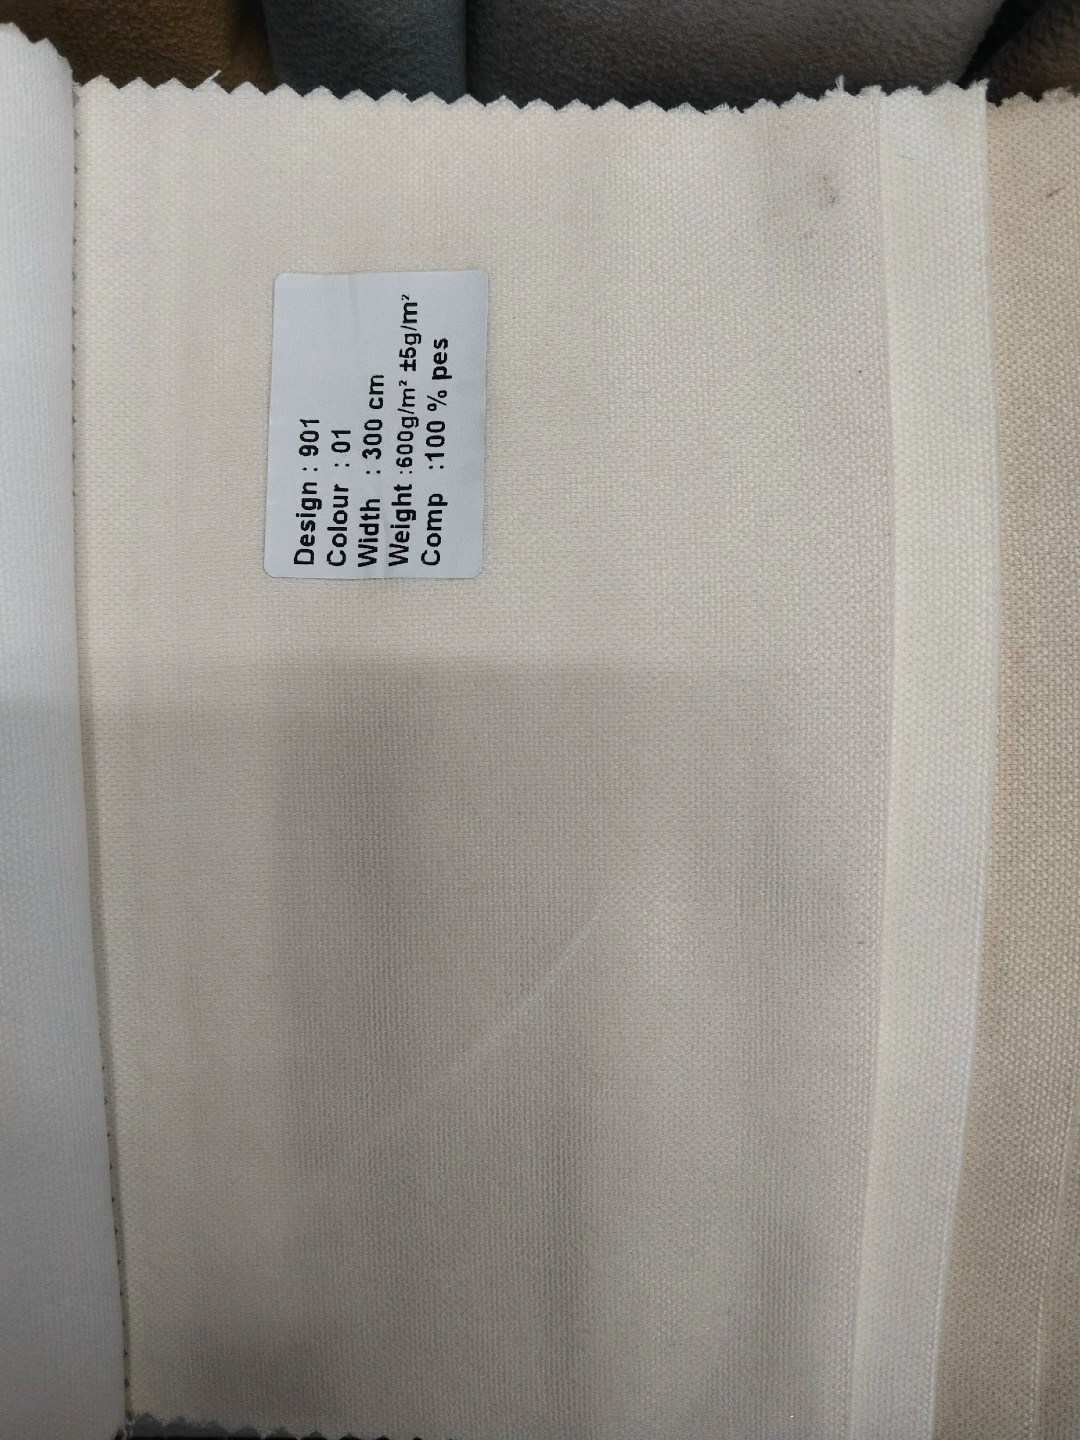 Design : 901
Colour : 01
Width : 300 cm
Weight :600g/m² ±5g/m²
Comp :100 % pes